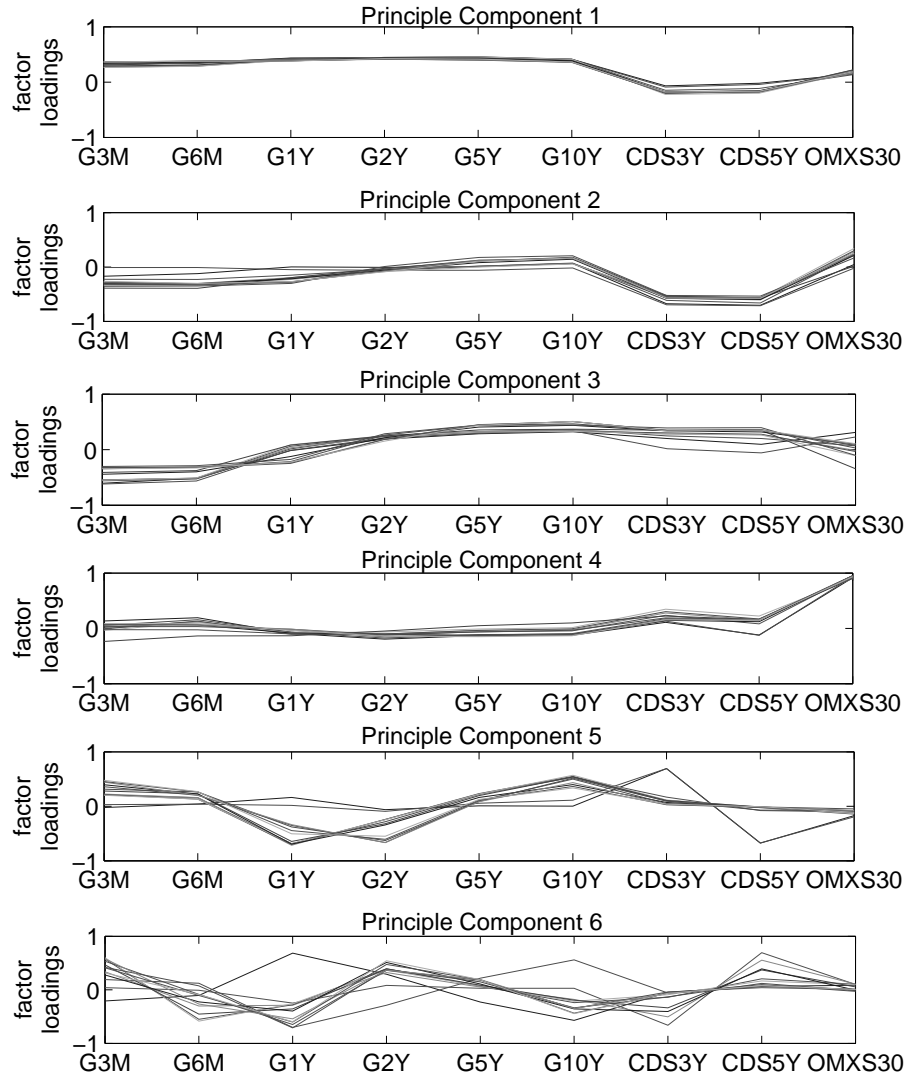 Principle Component 1
factor
loadings
1
0
−1
G3M G6M G1Y G2Y G5Y G10Y CDS3Y CDS5Y OMXS30
Principle Component 2
factor
loadings
1
0
−1
G3M G6M G1Y G2Y G5Y G10Y CDS3Y CDS5Y OMXS30
Principle Component 3
factor
loadings
1
0
−1
G3M G6M G1Y G2Y G5Y G10Y CDS3Y CDS5Y OMXS30
Principle Component 4
factor
loadings
1
0
−1
G3M G6M G1Y G2Y G5Y G10Y CDS3Y CDS5Y OMXS30
Principle Component 5
factor
loadings
1
0
−1
G3M G6M G1Y G2Y G5Y G10Y CDS3Y CDS5Y OMXS30
Principle Component 6
factor
loadings
1
0
−1
G3M G6M G1Y G2Y G5Y G10Y CDS3Y CDS5Y OMXS30